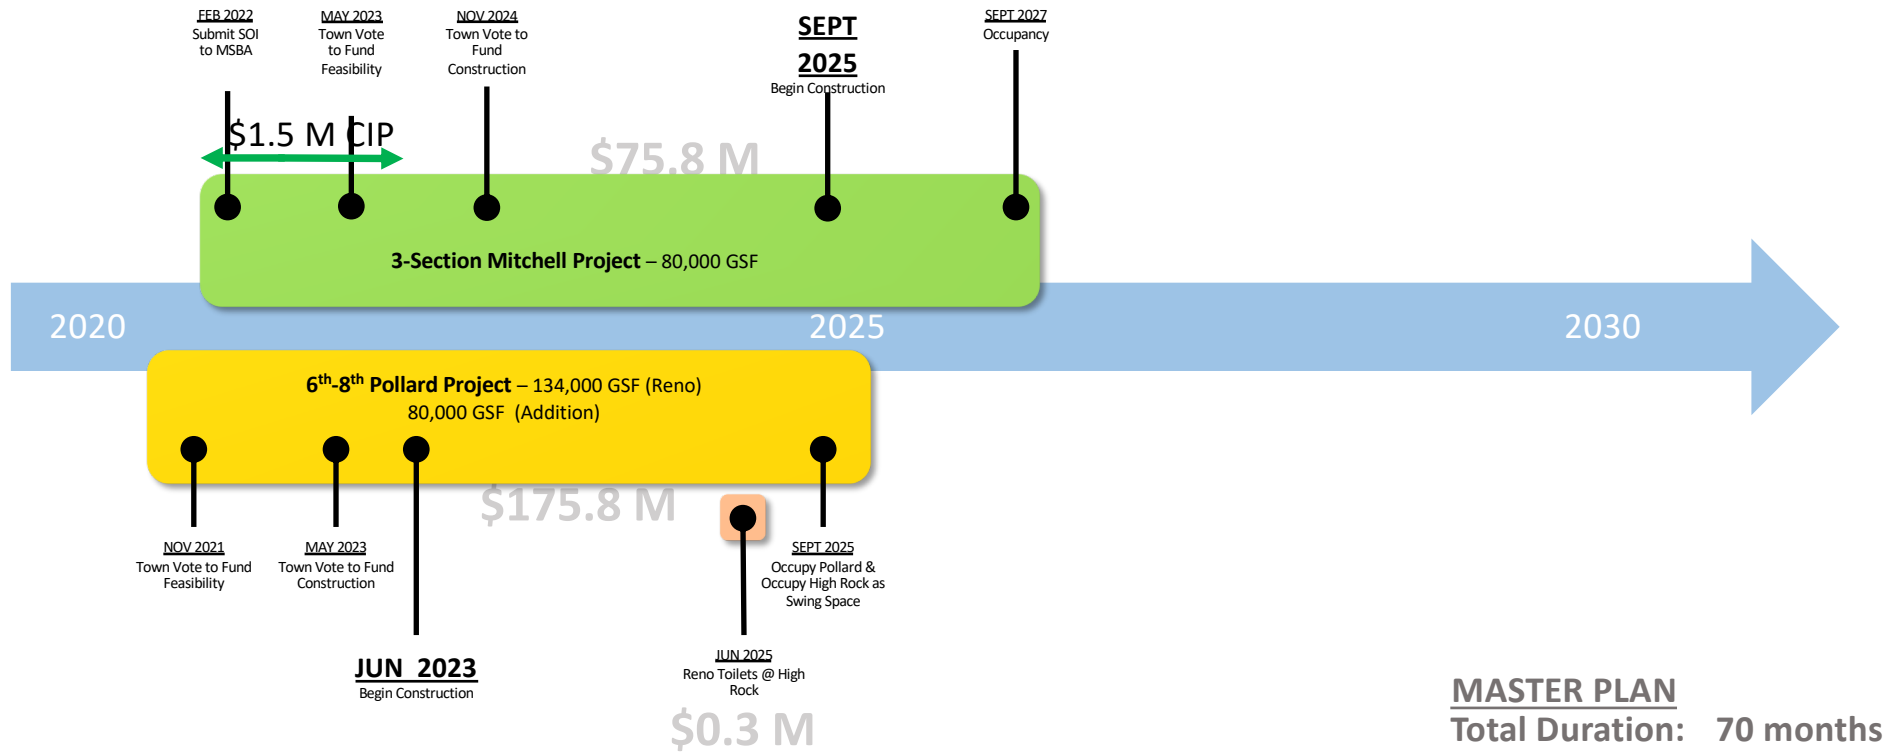 FEB 2022
Submit SOI
to MSBA
MAY 2023
Town Vote
to Fund
Feasibility
NOV 2024
Town Vote to
Fund
Construction
SEPT
2025
Begin Construction
SEPT 2027
Occupancy
$1.5 M CIP
$75.8 M
3-Section Mitchell Project – 80,000 GSF
2020
2025
2030
6th-8th Pollard Project – 134,000 GSF (Reno)
80,000 GSF (Addition)
$175.8 M
NOV 2021
Town Vote to Fund
Feasibility
MAY 2023
Town Vote to Fund
Construction
JUN 2023
Begin Construction
JUN 2025
Reno Toilets @ High
Rock
SEPT 2025
Occupy Pollard &
Occupy High Rock as
Swing Space
$0.3 M
MASTER PLAN
Total Duration: 70 months